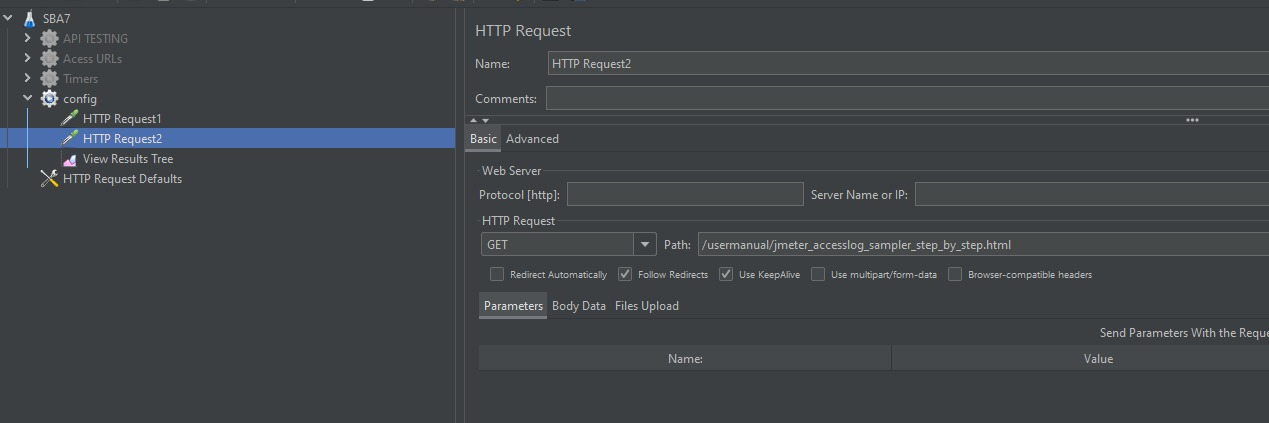 SBA7
API TESTING
Acess URLs
Timers
config
HTTP Request1
HTTP Request2
View Results Tree
HTTP Request Defaults
HTTP Request
Name: HTTP Request2
Comments:
Basic Advanced
Web Server
Protocol [http]: Server Name or IP:
HTTP Request
GET Path: /usermanual/jmeter_accesslog_sampler_step_by_step.html
Redirect Automatically Follow Redirects Use KeepAlive Use multipart/form-data Browser-compatible headers
Parameters Body Data Files Upload
Send Parameters With the Reque
Name: Value